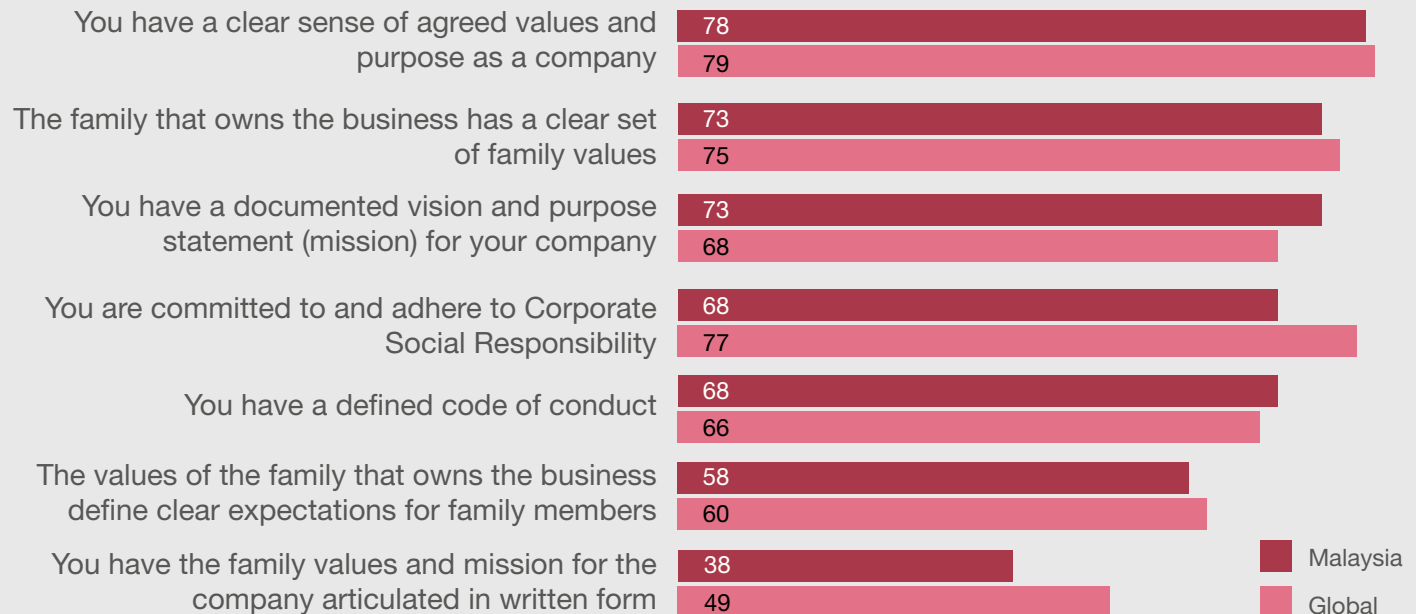 You have a clear sense of agreed values and
purpose as a company
78
79
The family that owns the business has a clear set
of family values
73
75
You have a documented vision and purpose
statement (mission) for your company
73
68
You are committed to and adhere to Corporate
Social Responsibility
68
77
You have a defined code of conduct
68
66
The values of the family that owns the business
define clear expectations for family members
58
60
You have the family values and mission for the
company articulated in written form
38
49
Malaysia
Global